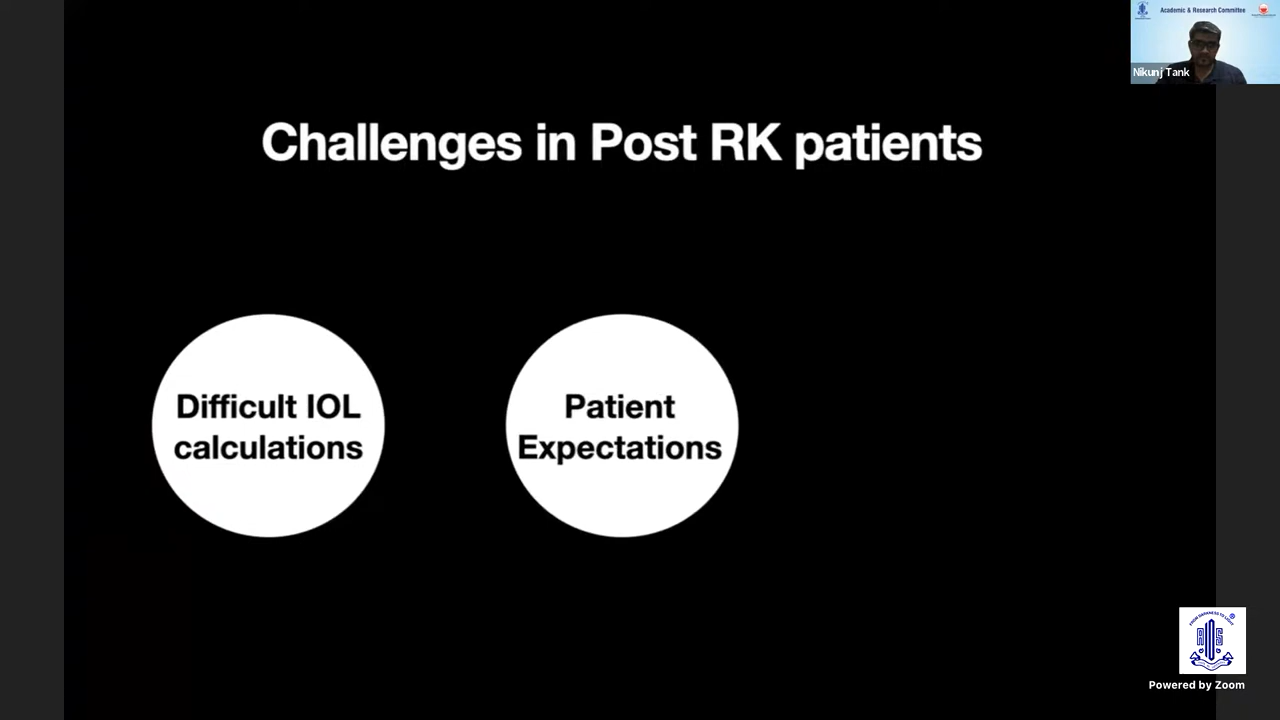 Academic & Research Committee
Nikunj Tank
Challenges in Post RK patients
Difficult IOL
calculations
Patient
Expectations
Powered by Zoom